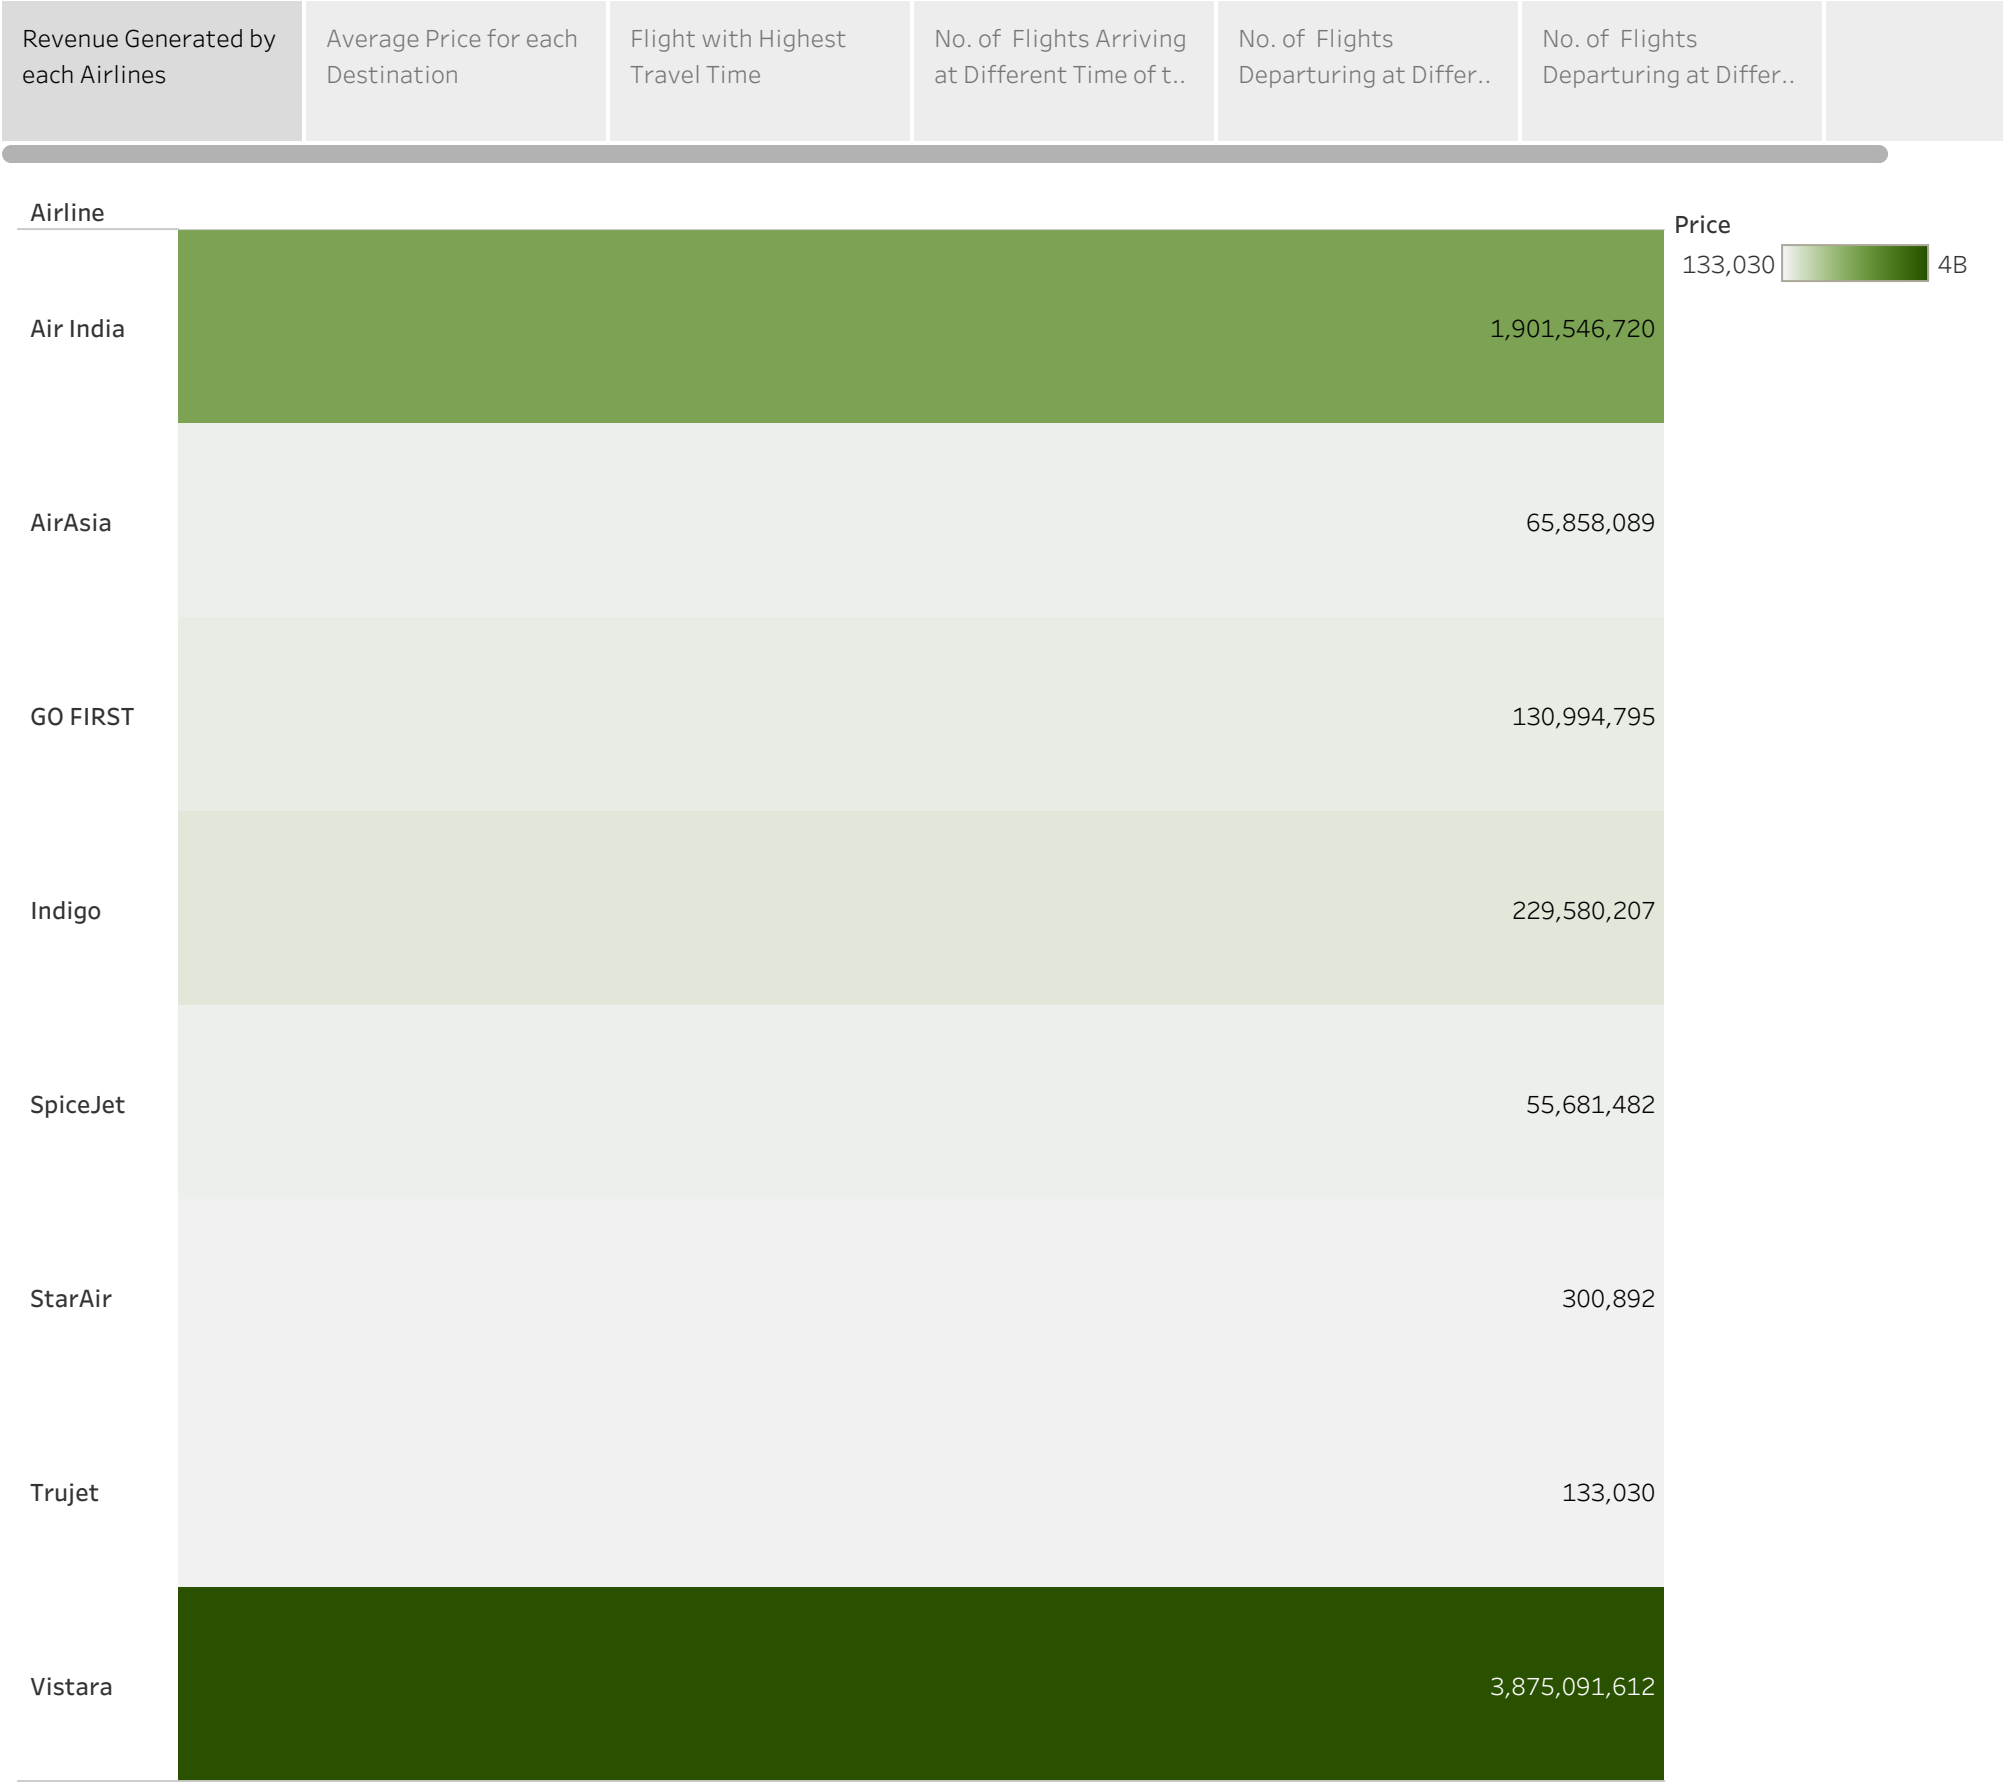 Revenue Generated by
each Airlines
Average Price for each
Destination
Flight with Highest
Travel Time
No. of  Flights Arriving
at Different Time of t..
No. of  Flights
Departuring at Differ..
No. of  Flights
Departuring at Differ..
Airline
Price
133,030 4B
Air India 1,901,546,720
AirAsia 65,858,089
GO FIRST 130,994,795
Indigo 229,580,207
SpiceJet 55,681,482
StarAir 300,892
Trujet 133,030
Vistara 3,875,091,612